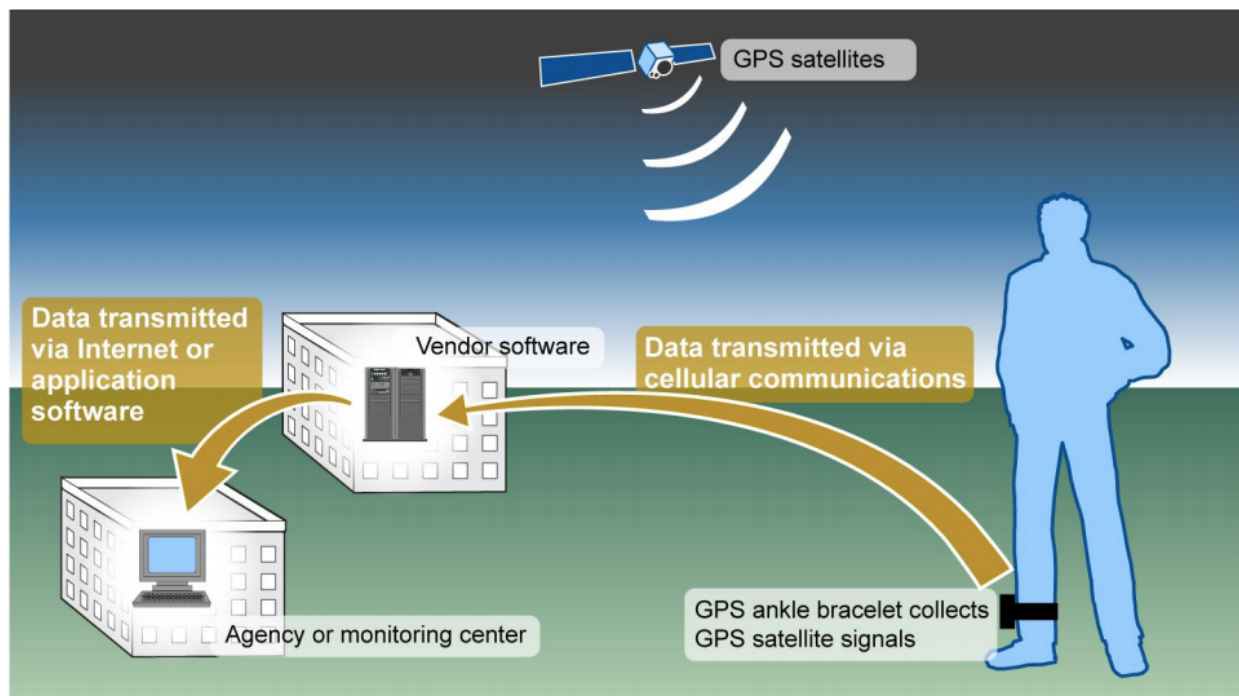 GPS satellites
Data transmitted
via Internet or
application
software
Vendor software
Data transmitted via
cellular communications
Agency or monitoring center
GPS ankle bracelet collects
GPS satellite signals